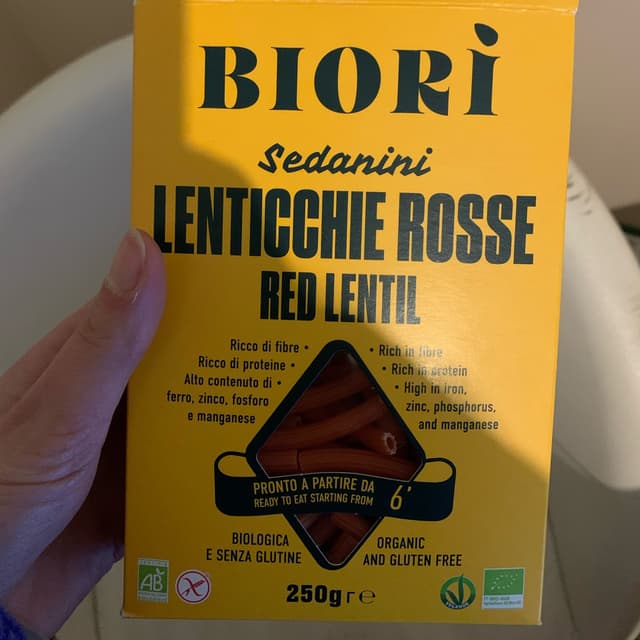 BIORÌ
Sedanini
LENTICCHIE ROSSE
RED LENTIL
Ricco di fibre •
Ricco di proteine •
Alto contenuto di •
ferro, zinco, fosforo
e manganese
• Rich in fibre
• Rich in protein
• High in iron,
zinc, phosphorus,
and manganese
PRONTO A PARTIRE DA
READY TO EAT STARTING FROM
6'
BIOLOGICA
E SENZA GLUTINE
ORGANIC
AND GLUTEN FREE
AB
250g r e